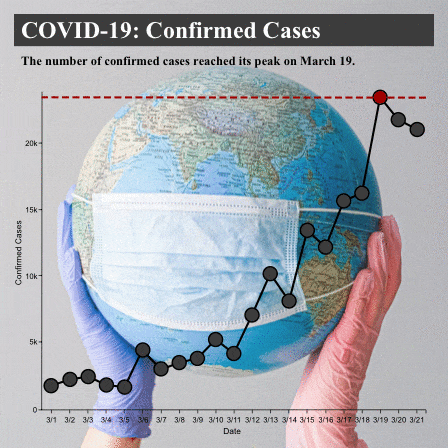 COVID-19: Confirmed Cases
The number of confirmed cases reached its peak on March 19.
20k
15k
10k
5k
0
Confirmed Cases
3/1 3/2 3/3 3/4 3/5 3/6 3/7 3/8 3/9 3/10 3/11 3/12 3/13 3/14 3/15 3/16 3/17 3/18 3/19 3/20 3/21
Date